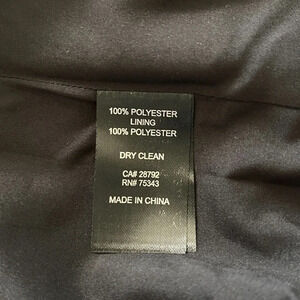 100% POLYESTER
LINING
100% POLYESTER
DRY CLEAN
CA# 28792
RN# 75343
MADE IN CHINA